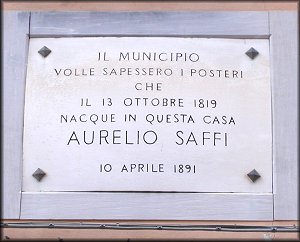 IL MUNICIPIO
VOLLE SAPESSERO I POSTERI
CHE
IL 13 OTTOBRE 1819
NACQUE IN QUESTA CASA
AURELIO SAFFI
10 APRILE 1891